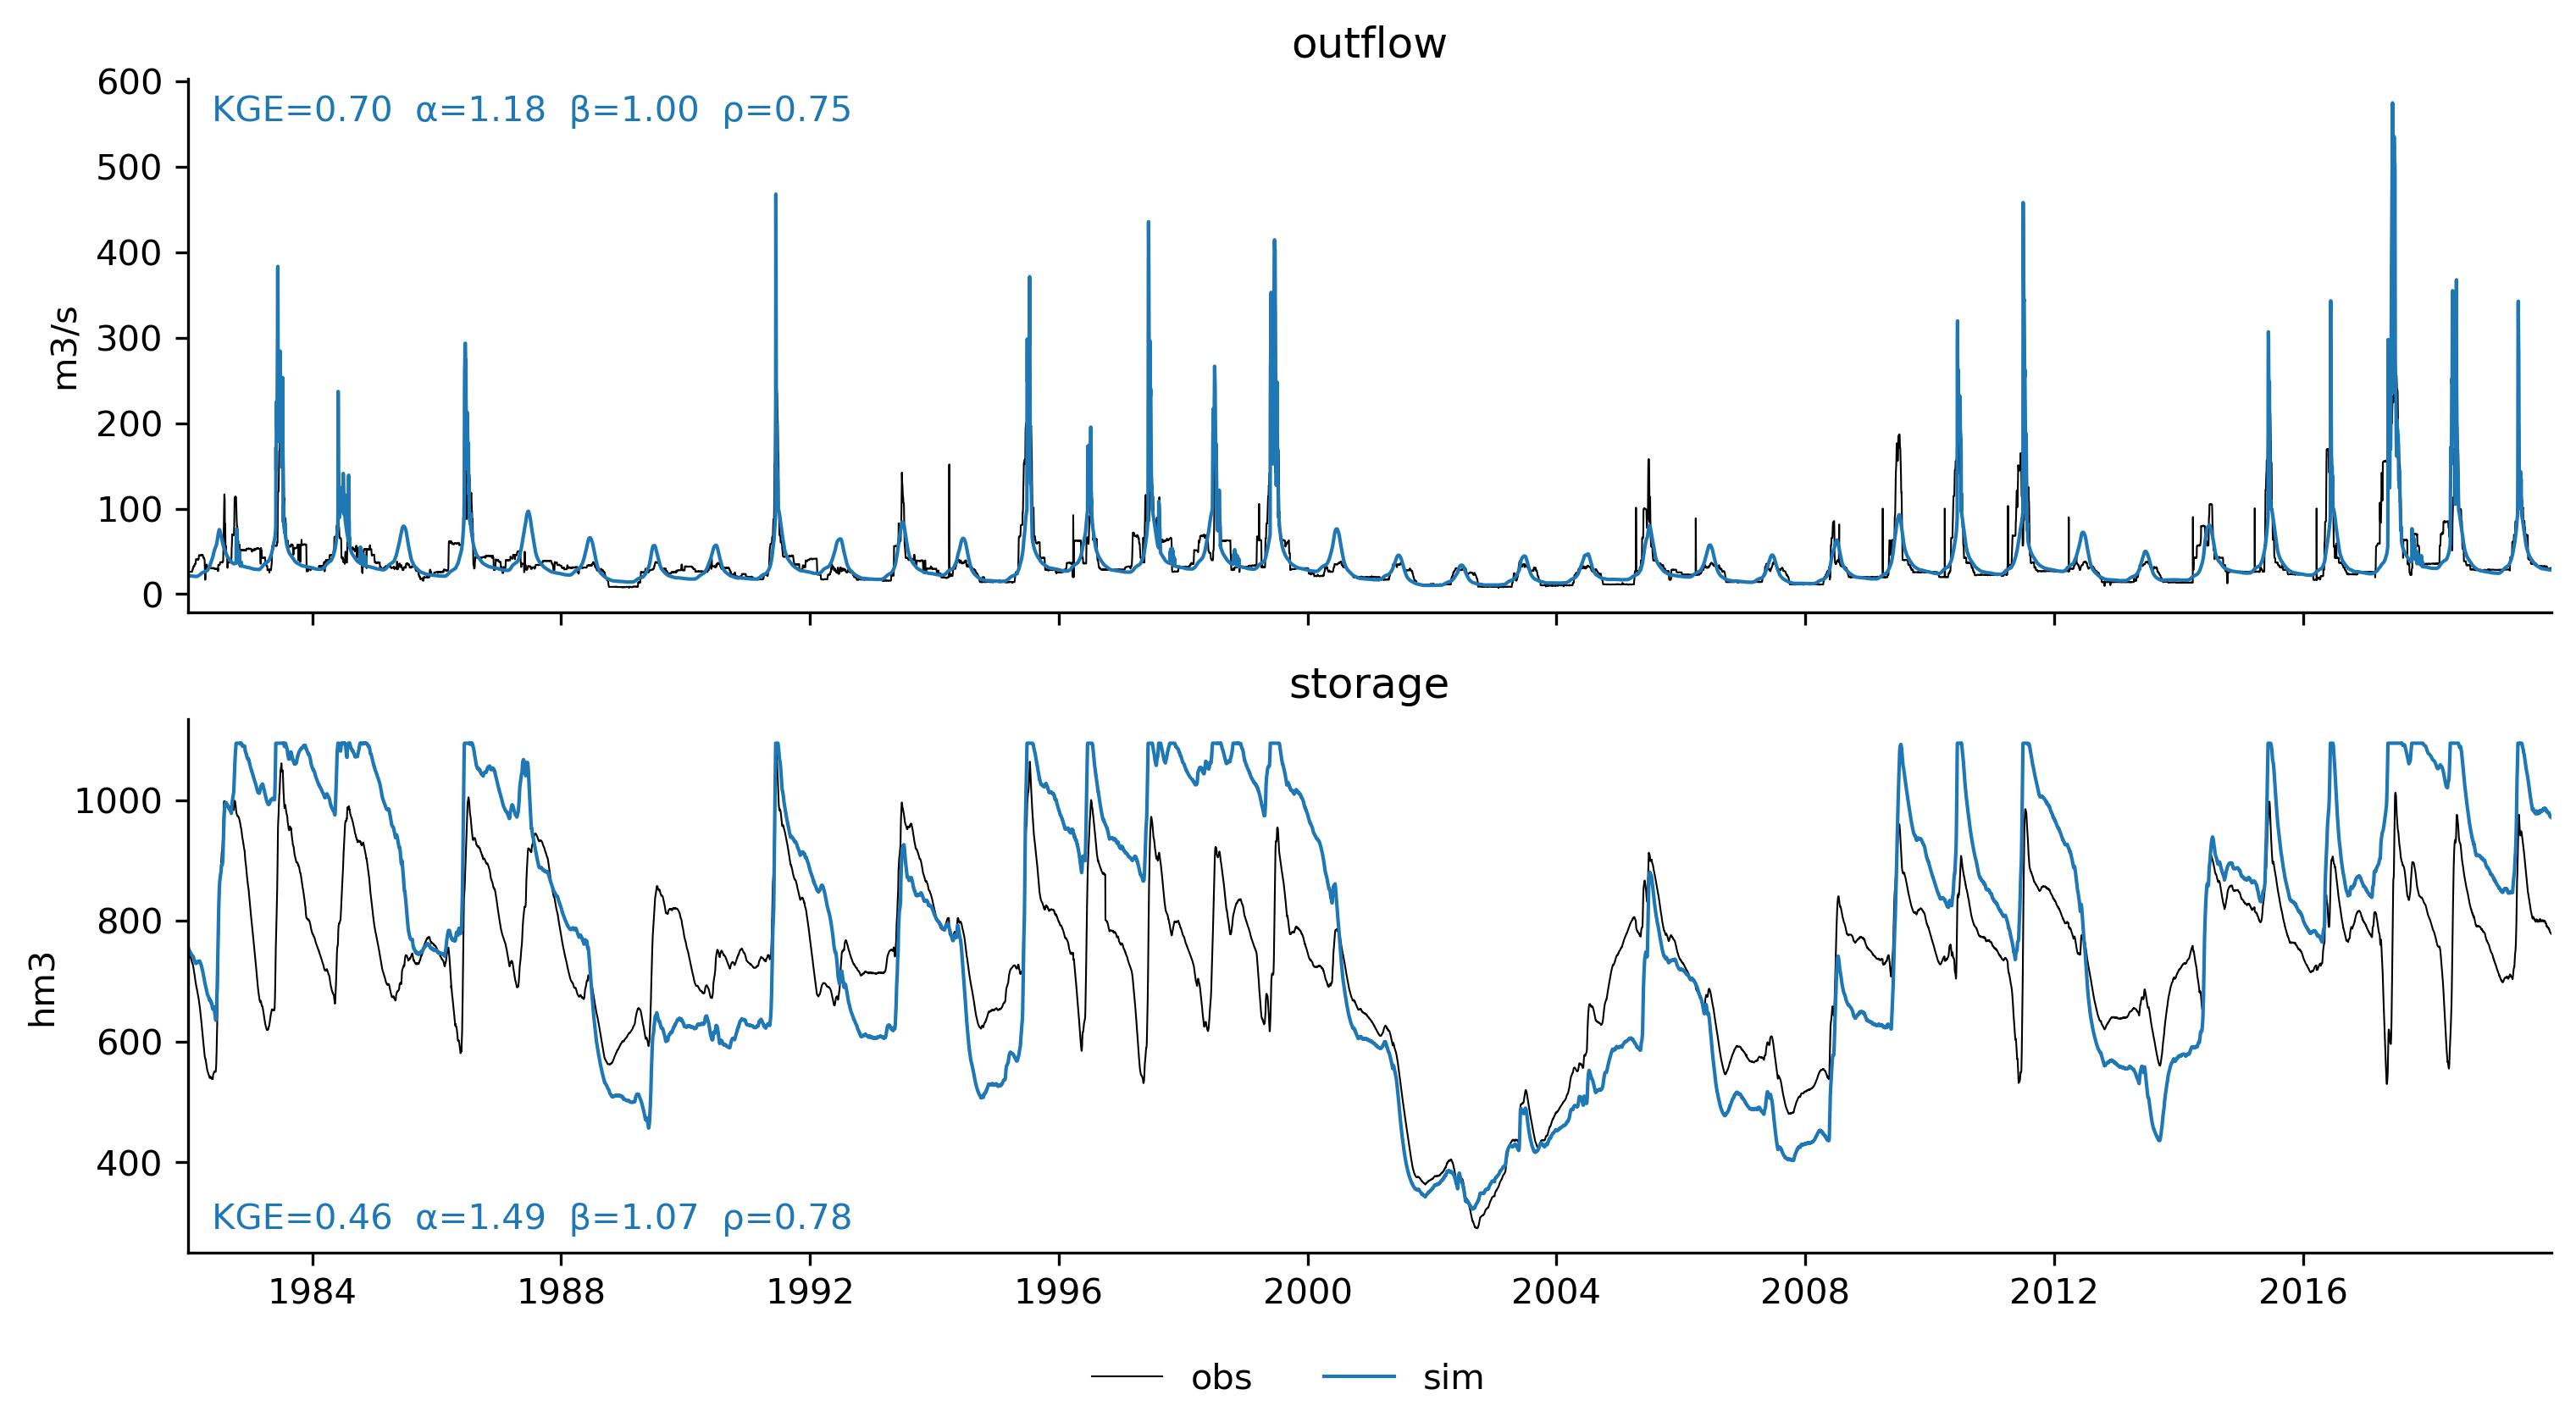 outflow
600
KGE=0.70 α=1.18 β=1.00 ρ=0.75
500
400
m3/s
300
200
100
0
storage
1000
800
hm3
600
400
KGE=0.46 α=1.49 β=1.07 ρ=0.78
1984 1988 1992 1996 2000 2004 2008 2012 2016
obs sim